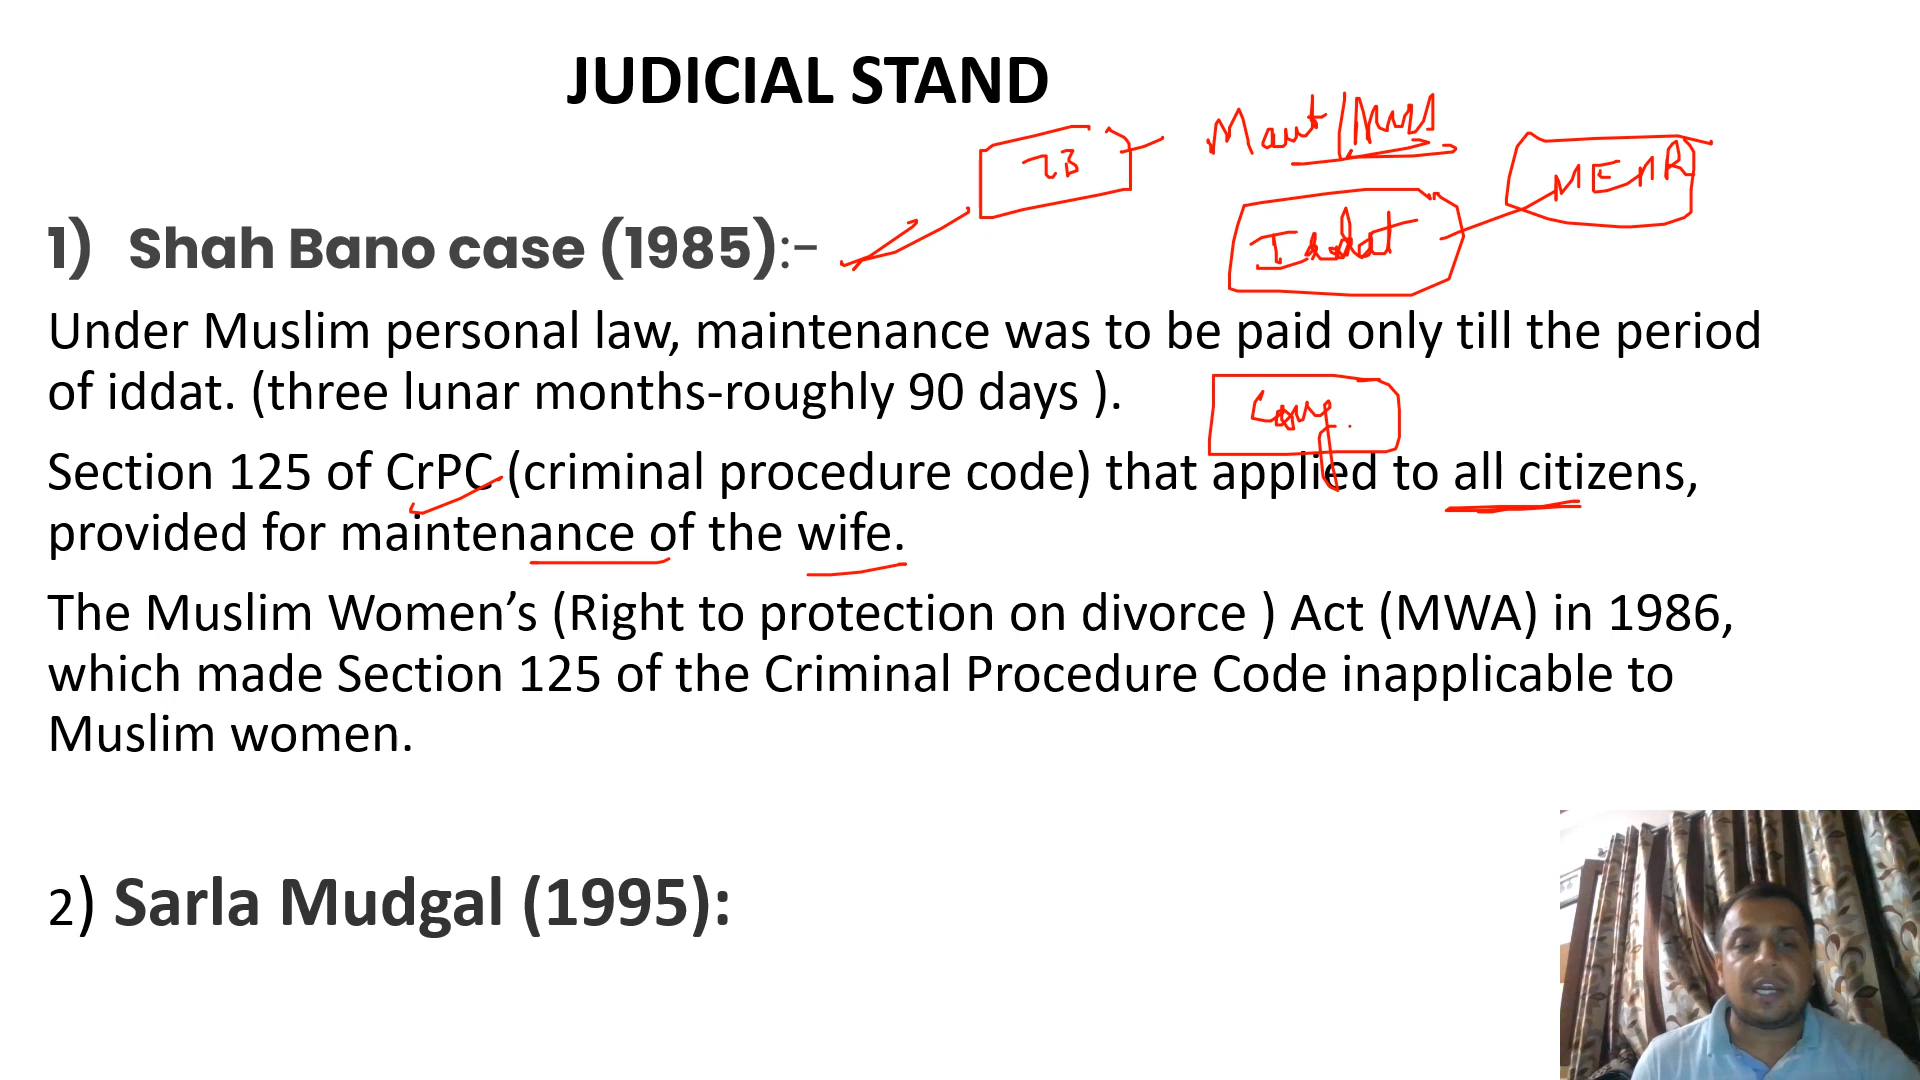 JUDICIAL STAND
Iddat
MEHR
1) Shah Bano case (1985):-
Under Muslim personal law, maintenance was to be paid only till the period
of iddat. (three lunar months-roughly 90 days ).
Section 125 of CrPC (criminal procedure code) that applied to all citizens,
provided for maintenance of the wife.
The Muslim Women’s (Right to protection on divorce ) Act (MWA) in 1986,
which made Section 125 of the Criminal Procedure Code inapplicable to
Muslim women.
2) Sarla Mudgal (1995):